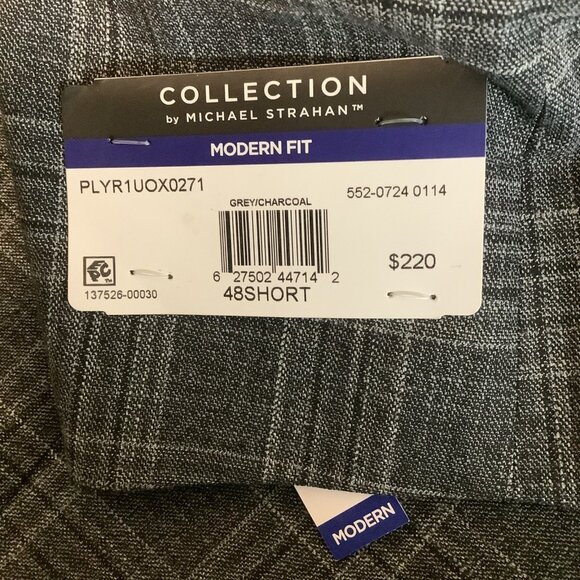 COLLECTION
by MICHAEL STRAHAN™
MODERN FIT
PLYR1UOX0271
552-0724 0114
GREY/CHARCOAL
6 27502 44714 2
$220
137526-00030
48SHORT
MODERN